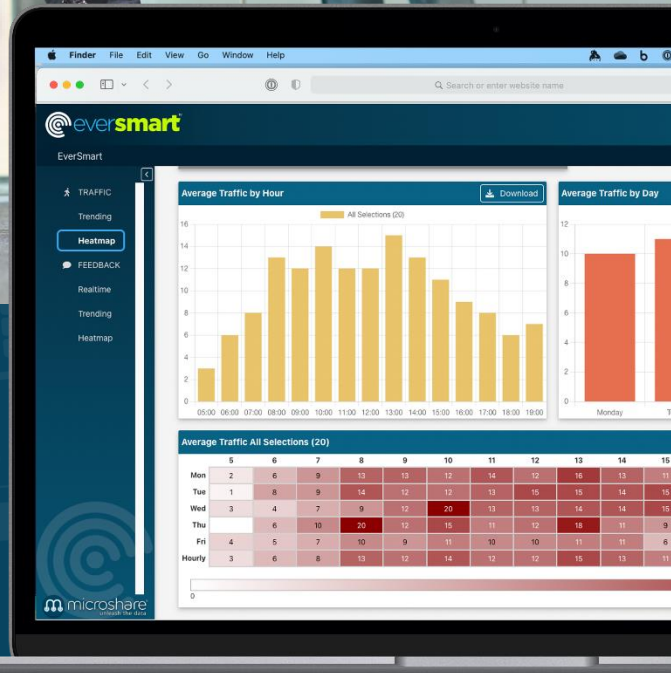 Finder File Edit View Go Window Help
Search or enter website name
eversmart
EverSmart
TRAFFIC
Trending
Heatmap
FEEDBACK
Realtime
Trending
Heatmap
Average Traffic by Hour
Download
All Selections (20)
16
14
12
10
8
6
4
2
0
05:00 06:00 07:00 08:00 09:00 10:00 11:00 12:00 13:00 14:00 15:00 16:00 17:00 18:00 19:00
Average Traffic by Day
12
10
8
6
4
2
0
Monday
Average Traffic All Selections (20)
5 6 7 8 9 10 11 12 13 14 15
Mon 2 6 9 13 13 12 14 12 16 13 11
Tue 1 8 9 14 12 12 13 15 15 14 15
Wed 3 4 7 9 12 20 13 13 14 14 15
Thu 6 10 20 12 15 11 12 18 11 9
Fri 4 5 7 10 9 11 10 10 11 11 6
Hourly 3 6 8 13 12 14 12 12 15 13 11
0
microshare
unleash the data